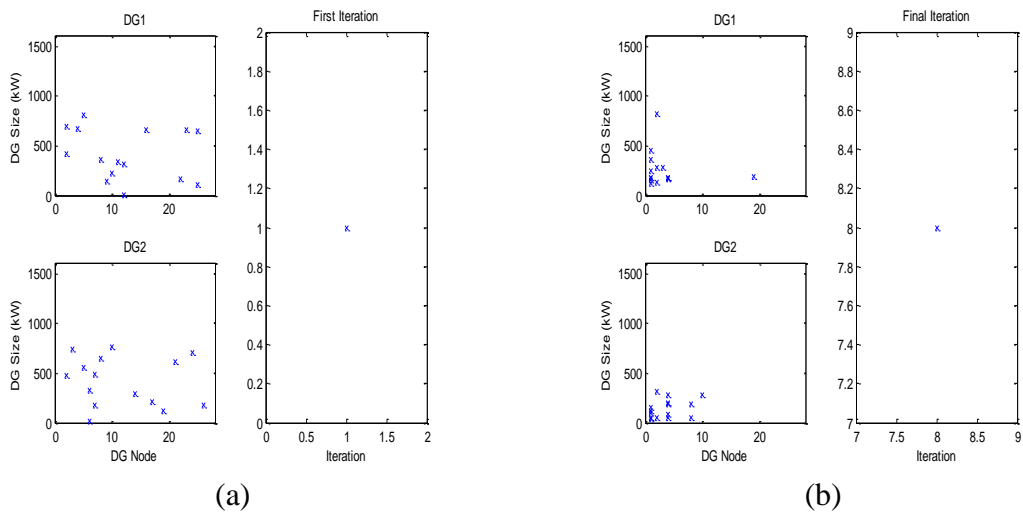 DG1
First Iteration
DG1
Final Iteration
1500
1000
500
0
DG Size (kW)
0 10 20
2
1.8
1.6
1.4
1.2
1
0.8
0.6
0.4
0.2
0
0 0.5 1 1.5 2
Iteration
DG2
1500
1000
500
0
DG Size (kW)
0 10 20
DG Node
1500
1000
500
0
DG Size (kW)
0 10 20
9
8.8
8.6
8.4
8.2
8
7.8
7.6
7.4
7.2
7
7 7.5 8 8.5 9
Iteration
DG2
1500
1000
500
0
DG Size (kW)
0 10 20
DG Node
(a)
(b)